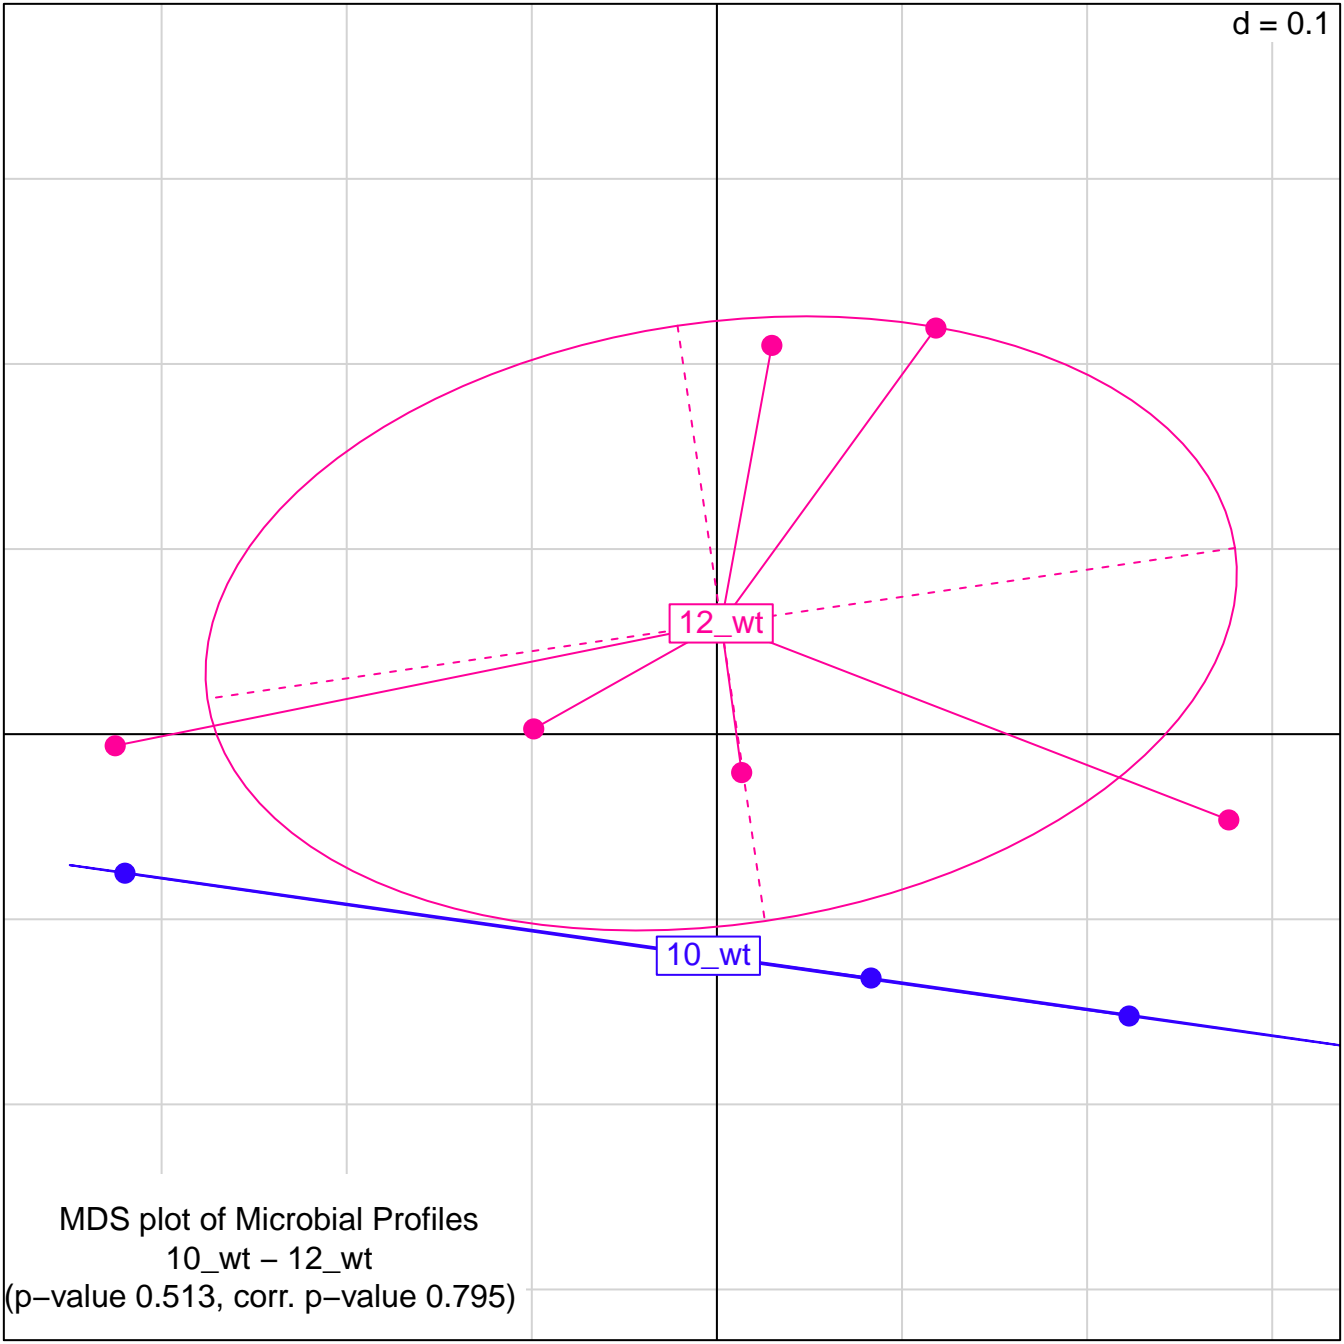 d = 0.1
12_wt
10_wt
MDS plot of Microbial Profiles
10_wt − 12_wt
(p−value 0.513, corr. p−value 0.795)